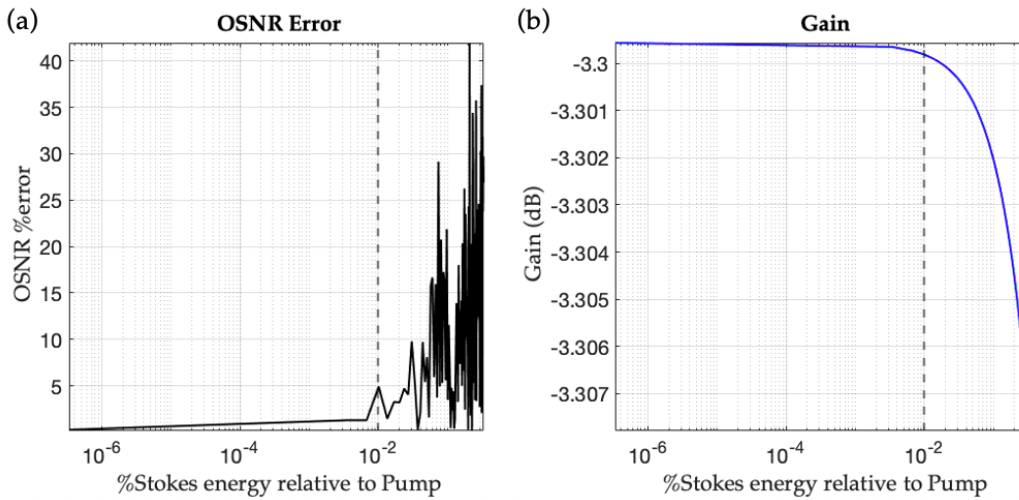 (a)
OSNR Error
OSNR %error
40
35
30
25
20
15
10
5
10⁻⁶
10⁻⁴
10⁻²
%Stokes energy relative to Pump
(b)
Gain
Gain (dB)
-3.3
-3.301
-3.302
-3.303
-3.304
-3.305
-3.306
-3.307
10⁻⁶
10⁻⁴
10⁻²
%Stokes energy relative to Pump